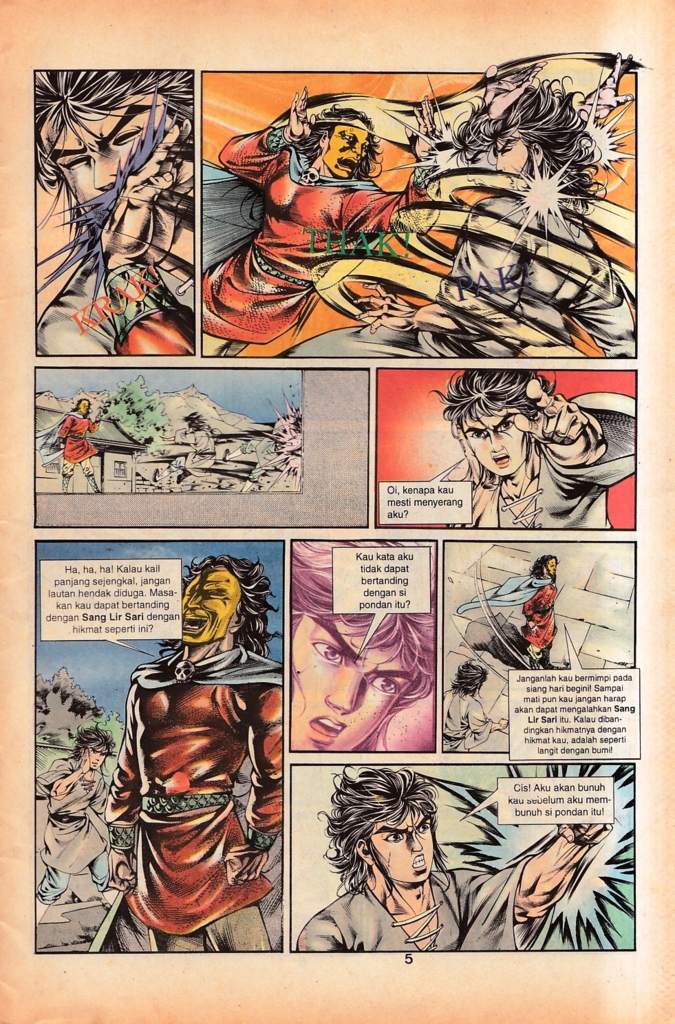 KRAK!
THAK!
PAK!
Oi, kenapa kau
mesti menyerang
aku?
Ha, ha, ha! Kalau kail
panjang sejengkal, jangan
lautan hendak diduga. Masa-
kan kau dapat bertanding
dengan Sang Lir Sari dengan
hikmat seperti ini?
Kau kata aku
tidak dapat
bertanding
dengan si
pondan itu?
Janganlah kau bermimpi pada
siang hari begini! Sampai
mati pun kau jangan harap
akan dapat mengalahkan Sang
Lir Sari itu. Kalau diban-
dingkan hikmatnya dengan
hikmat kau, adalah seperti
langit dengan bumi!
Cis! Aku akan bunuh
kau sebelum aku mem-
bunuh si pondan itu!
5